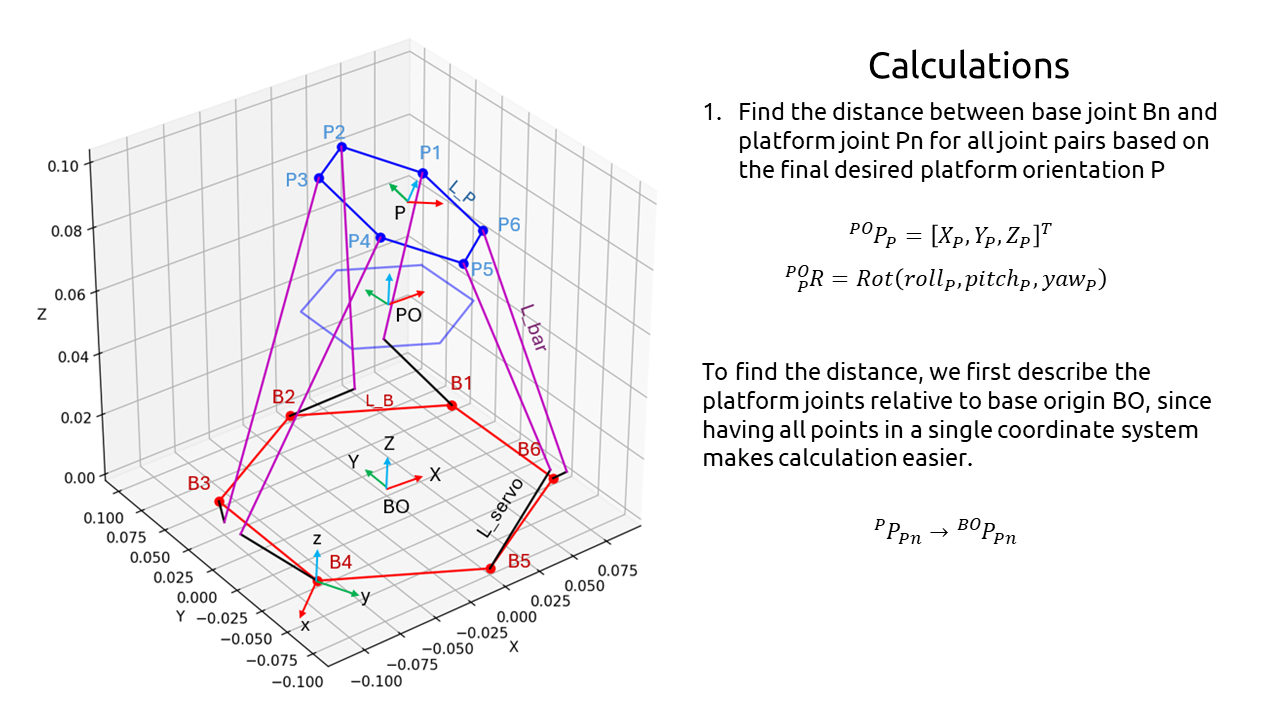 Calculations
1. Find the distance between base joint Bn and
platform joint Pn for all joint pairs based on
the final desired platform orientation P
^{PO}P_P = [X_P, Y_P, Z_P]^T
^{PO}_PR = Rot(roll_P, pitch_P, yaw_P)
To find the distance, we first describe the
platform joints relative to base origin BO, since
having all points in a single coordinate system
makes calculation easier.
^PP_{Pn} → ^{BO}P_{Pn}
P2
P1
P3
L_P
P
P6
P4
P5
PO
L_bar
B1
B2
L_B
B6
Z
Y
X
BO
B3
L_servo
z
B4
B5
y
x
0.10
0.08
0.06
Z
0.04
0.02
0.00
0.100
0.075
0.050
0.025
0.000
Y
−0.025
−0.050
−0.075
−0.100
0.075
0.050
0.025
0.000
−0.025
X
−0.050
−0.075
−0.100